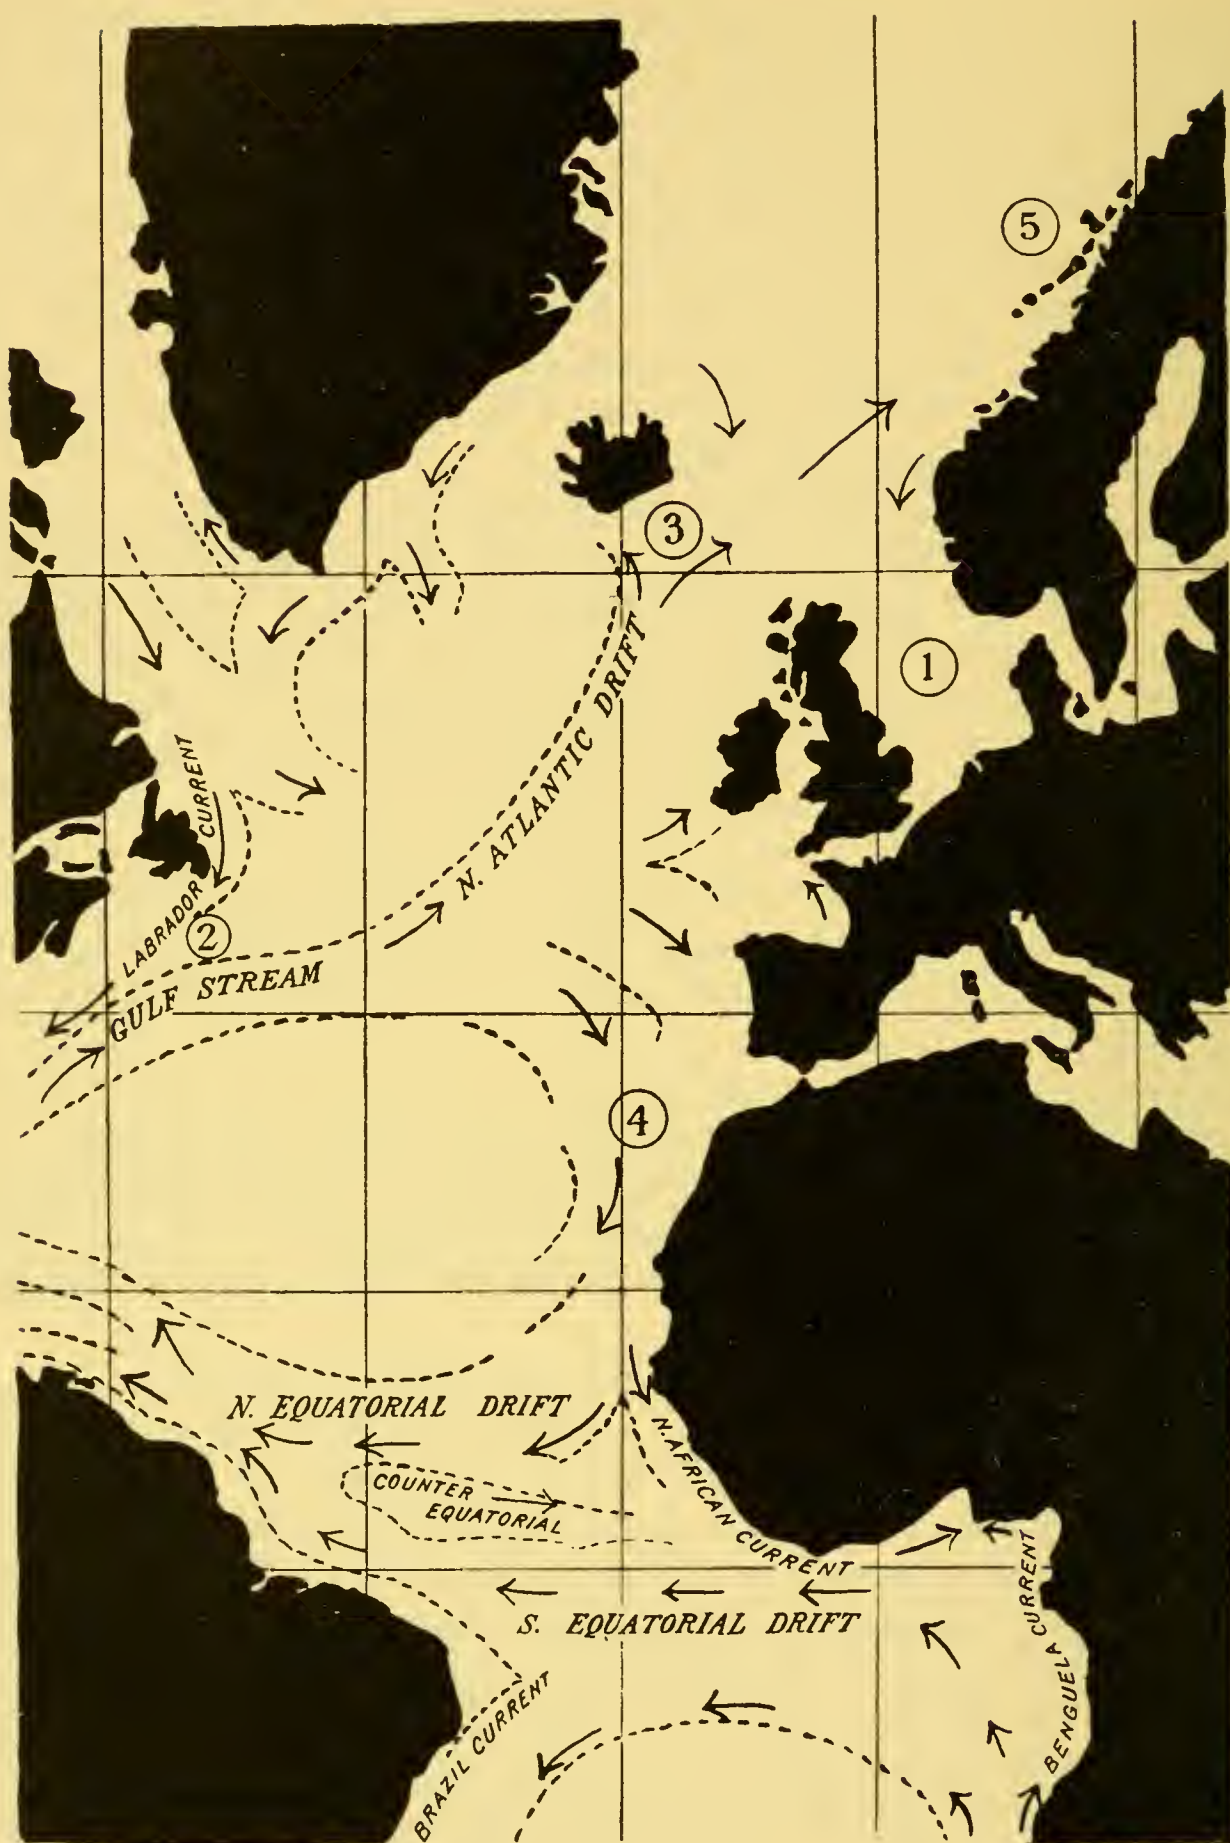 5
3
1
N. ATLANTIC DRIFT
LABRADOR CURRENT
2
GULF STREAM
4
N. EQUATORIAL DRIFT
COUNTER
EQUATORIAL
N. AFRICAN CURRENT
S. EQUATORIAL DRIFT
BENGUELA CURRENT
BRAZIL CURRENT